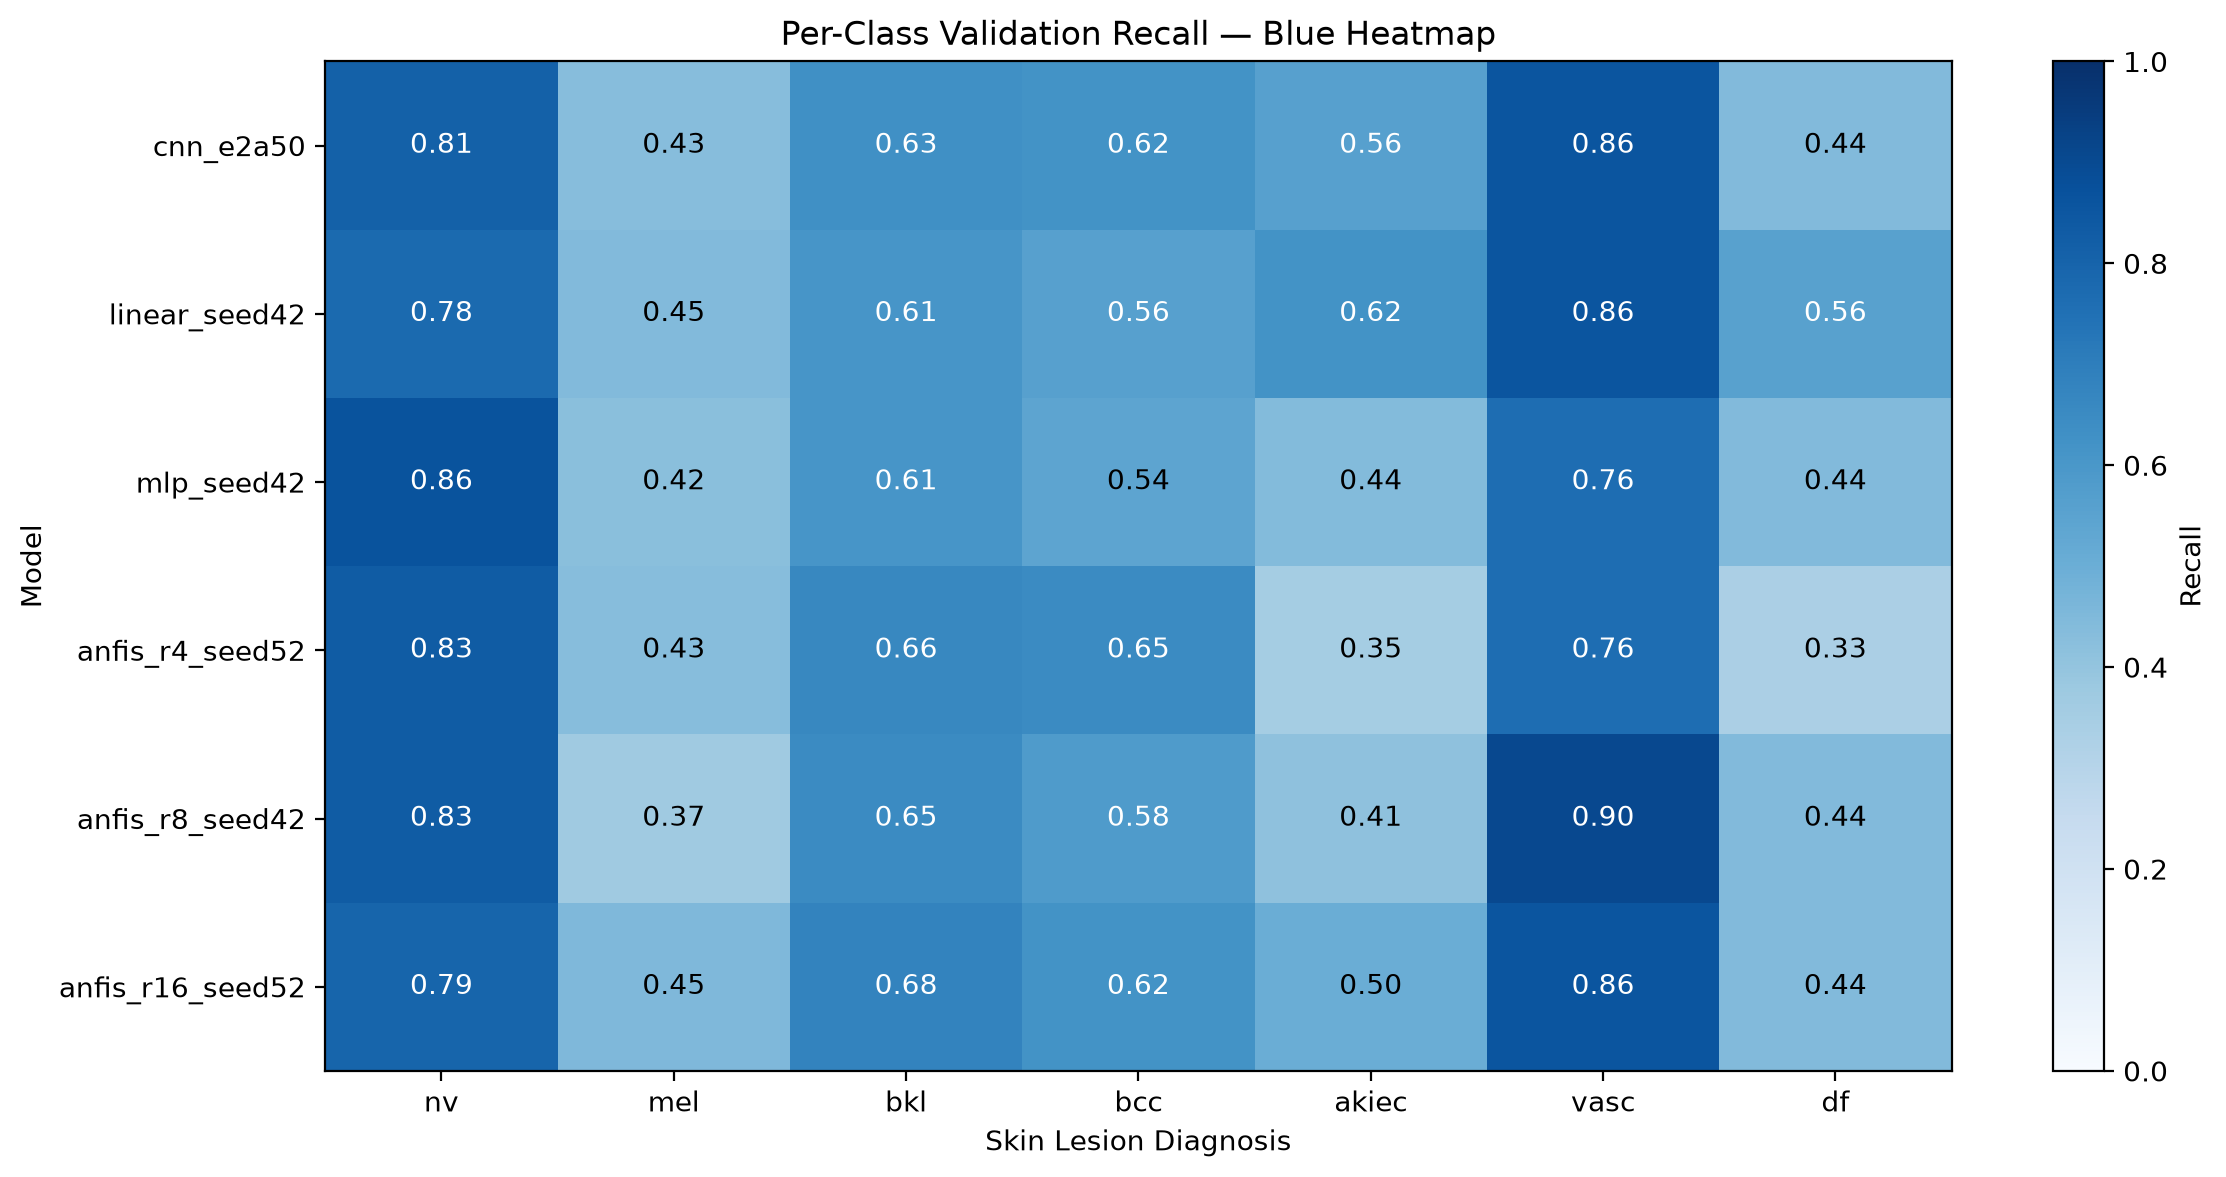 Per-Class Validation Recall — Blue Heatmap
Model
cnn_e2a50 0.81 0.43 0.63 0.62 0.56 0.86 0.44
linear_seed42 0.78 0.45 0.61 0.56 0.62 0.86 0.56
mlp_seed42 0.86 0.42 0.61 0.54 0.44 0.76 0.44
anfis_r4_seed52 0.83 0.43 0.66 0.65 0.35 0.76 0.33
anfis_r8_seed42 0.83 0.37 0.65 0.58 0.41 0.90 0.44
anfis_r16_seed52 0.79 0.45 0.68 0.62 0.50 0.86 0.44
nv mel bkl bcc akiec vasc df
Skin Lesion Diagnosis
1.0
0.8
0.6
0.4
0.2
0.0
Recall